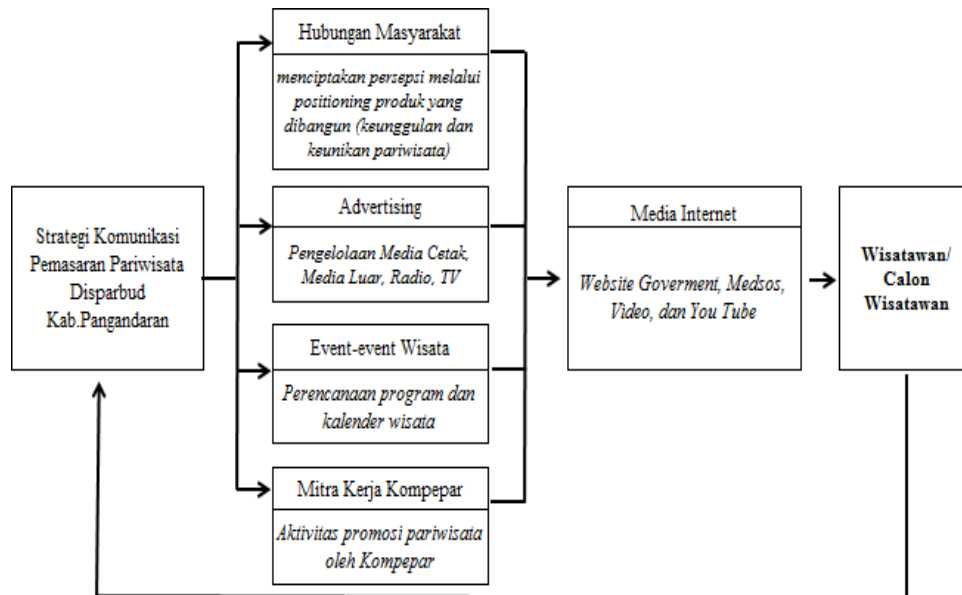 Strategi Komunikasi
Pemasaran Pariwisata
Disparbud
Kab.Pangandaran
Hubungan Masyarakat
menciptakan persepsi melalui
positioning produk yang
dibangun (keunggulan dan
keunikan pariwisata)
Advertising
Pengelolaan Media Cetak,
Media Luar, Radio, TV
Event-event Wisata
Perencanaan program dan
kalender wisata
Mitra Kerja Kompepar
Aktivitas promosi pariwisata
oleh Kompepar
Media Internet
Website Goverment, Medsos,
Video, dan You Tube
Wisatawan/
Calon
Wisatawan